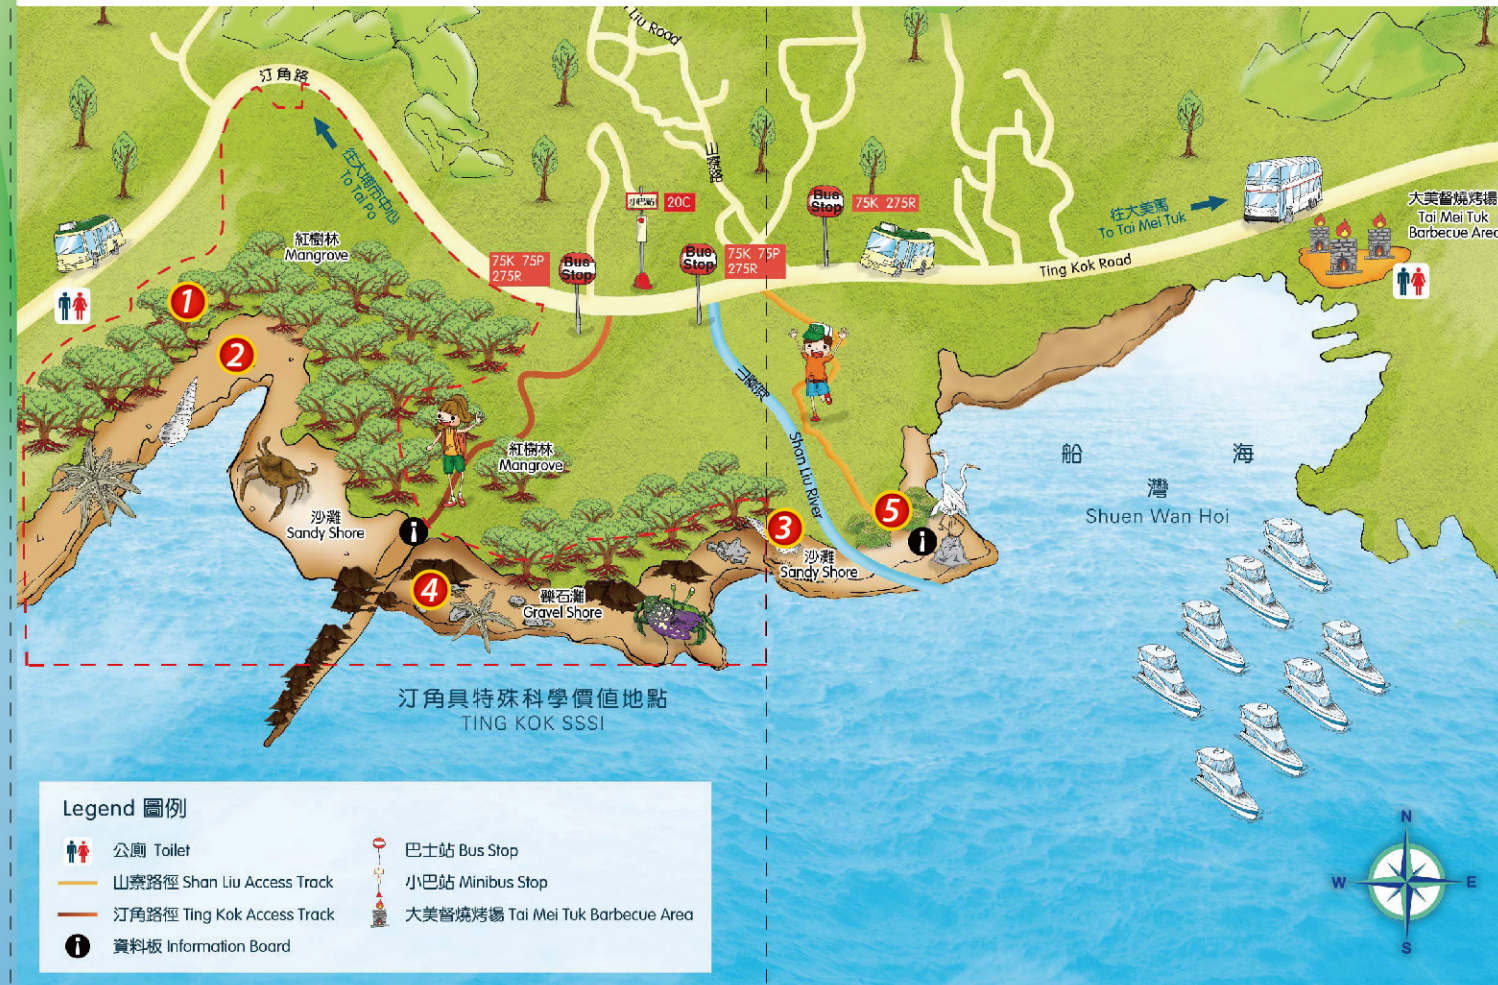 Liu Road
汀角路
往大埔市中心
To Tai Po
山寮路
小巴站
20C
Bus
Stop
75K 275R
往大美篤
To Tai Mei Tuk
大美督燒烤場
Tai Mei Tuk
Barbecue Area
紅樹林
Mangrove
75K 75P
275R
Bus
Stop
Bus
Stop
75K 75P
275R
Ting Kok Road
1
2
山寮溪
Shan Liu River
紅樹林
Mangrove
船
海
灣
Shuen Wan Hoi
沙灘
Sandy Shore
i
3
5
i
沙灘
Sandy Shore
4
礫石灘
Gravel Shore
汀角具特殊科學價值地點
TING KOK SSSI
Legend 圖例
公廁 Toilet
山寮路徑 Shan Liu Access Track
汀角路徑 Ting Kok Access Track
i
資料板 Information Board
巴士站 Bus Stop
小巴站 Minibus Stop
大美督燒烤場 Tai Mei Tuk Barbecue Area
N
W
E
S